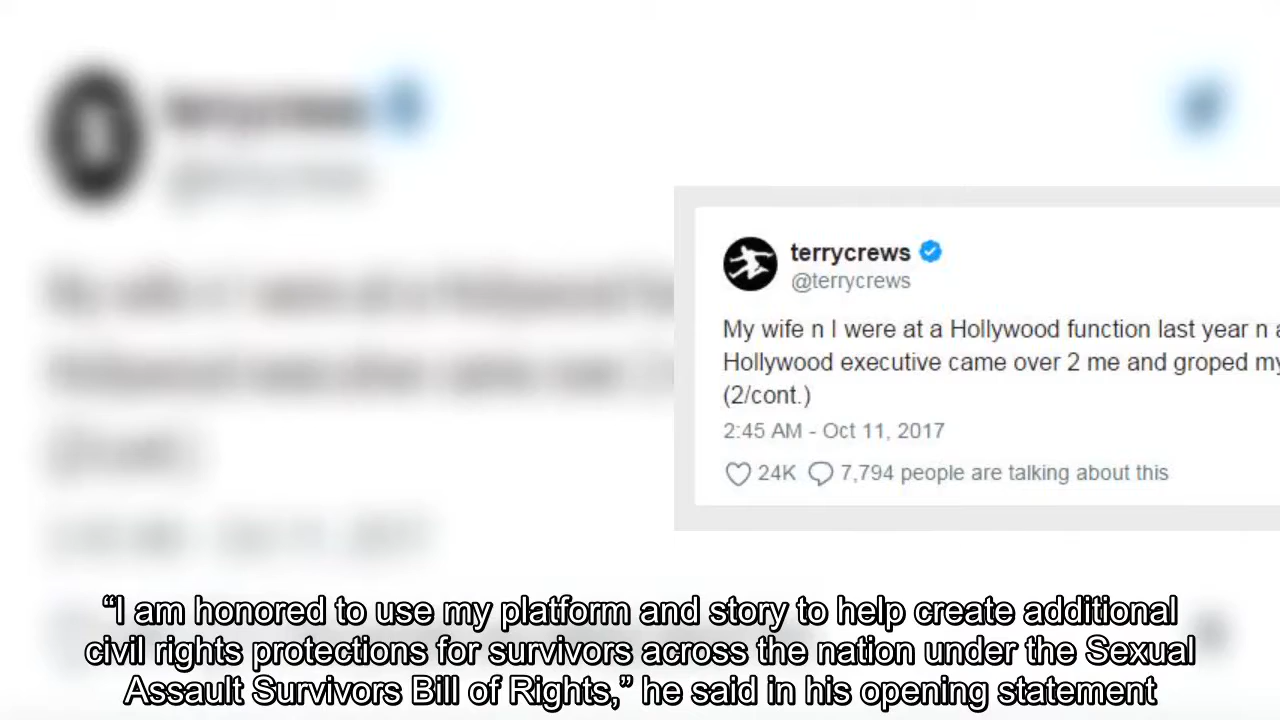 terrycrews
@terrycrews
My wife n I were at a Hollywood function last year n a
Hollywood executive came over 2 me and groped my
(2/cont.)
2:45 AM - Oct 11, 2017
24K 7,794 people are talking about this
“I am honored to use my platform and story to help create additional
civil rights protections for survivors across the nation under the Sexual
Assault Survivors Bill of Rights,” he said in his opening statement